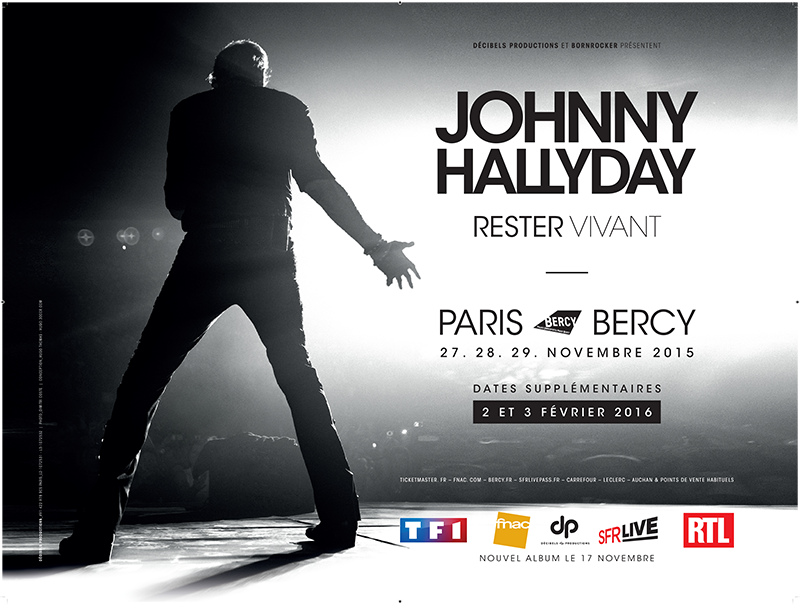 DÉCIBELS PRODUCTIONS ET BORNROCKER PRÉSENTENT
JOHNNY
HALLYDAY
RESTER VIVANT
PARIS BERCY BERCY
27. 28. 29. NOVEMBRE 2015
DATES SUPPLÉMENTAIRES
2 ET 3 FÉVRIER 2016
TICKETMASTER. FR – FNAC. COM – BERCY.FR – SFRLIVEPASS.FR – CARREFOUR – LECLERC – AUCHAN & POINTS DE VENTE HABITUELS
TF1 fnac dp DÉCIBELS PRODUCTIONS SFR LIVE RTL
NOUVEL ALBUM LE 17 NOVEMBRE